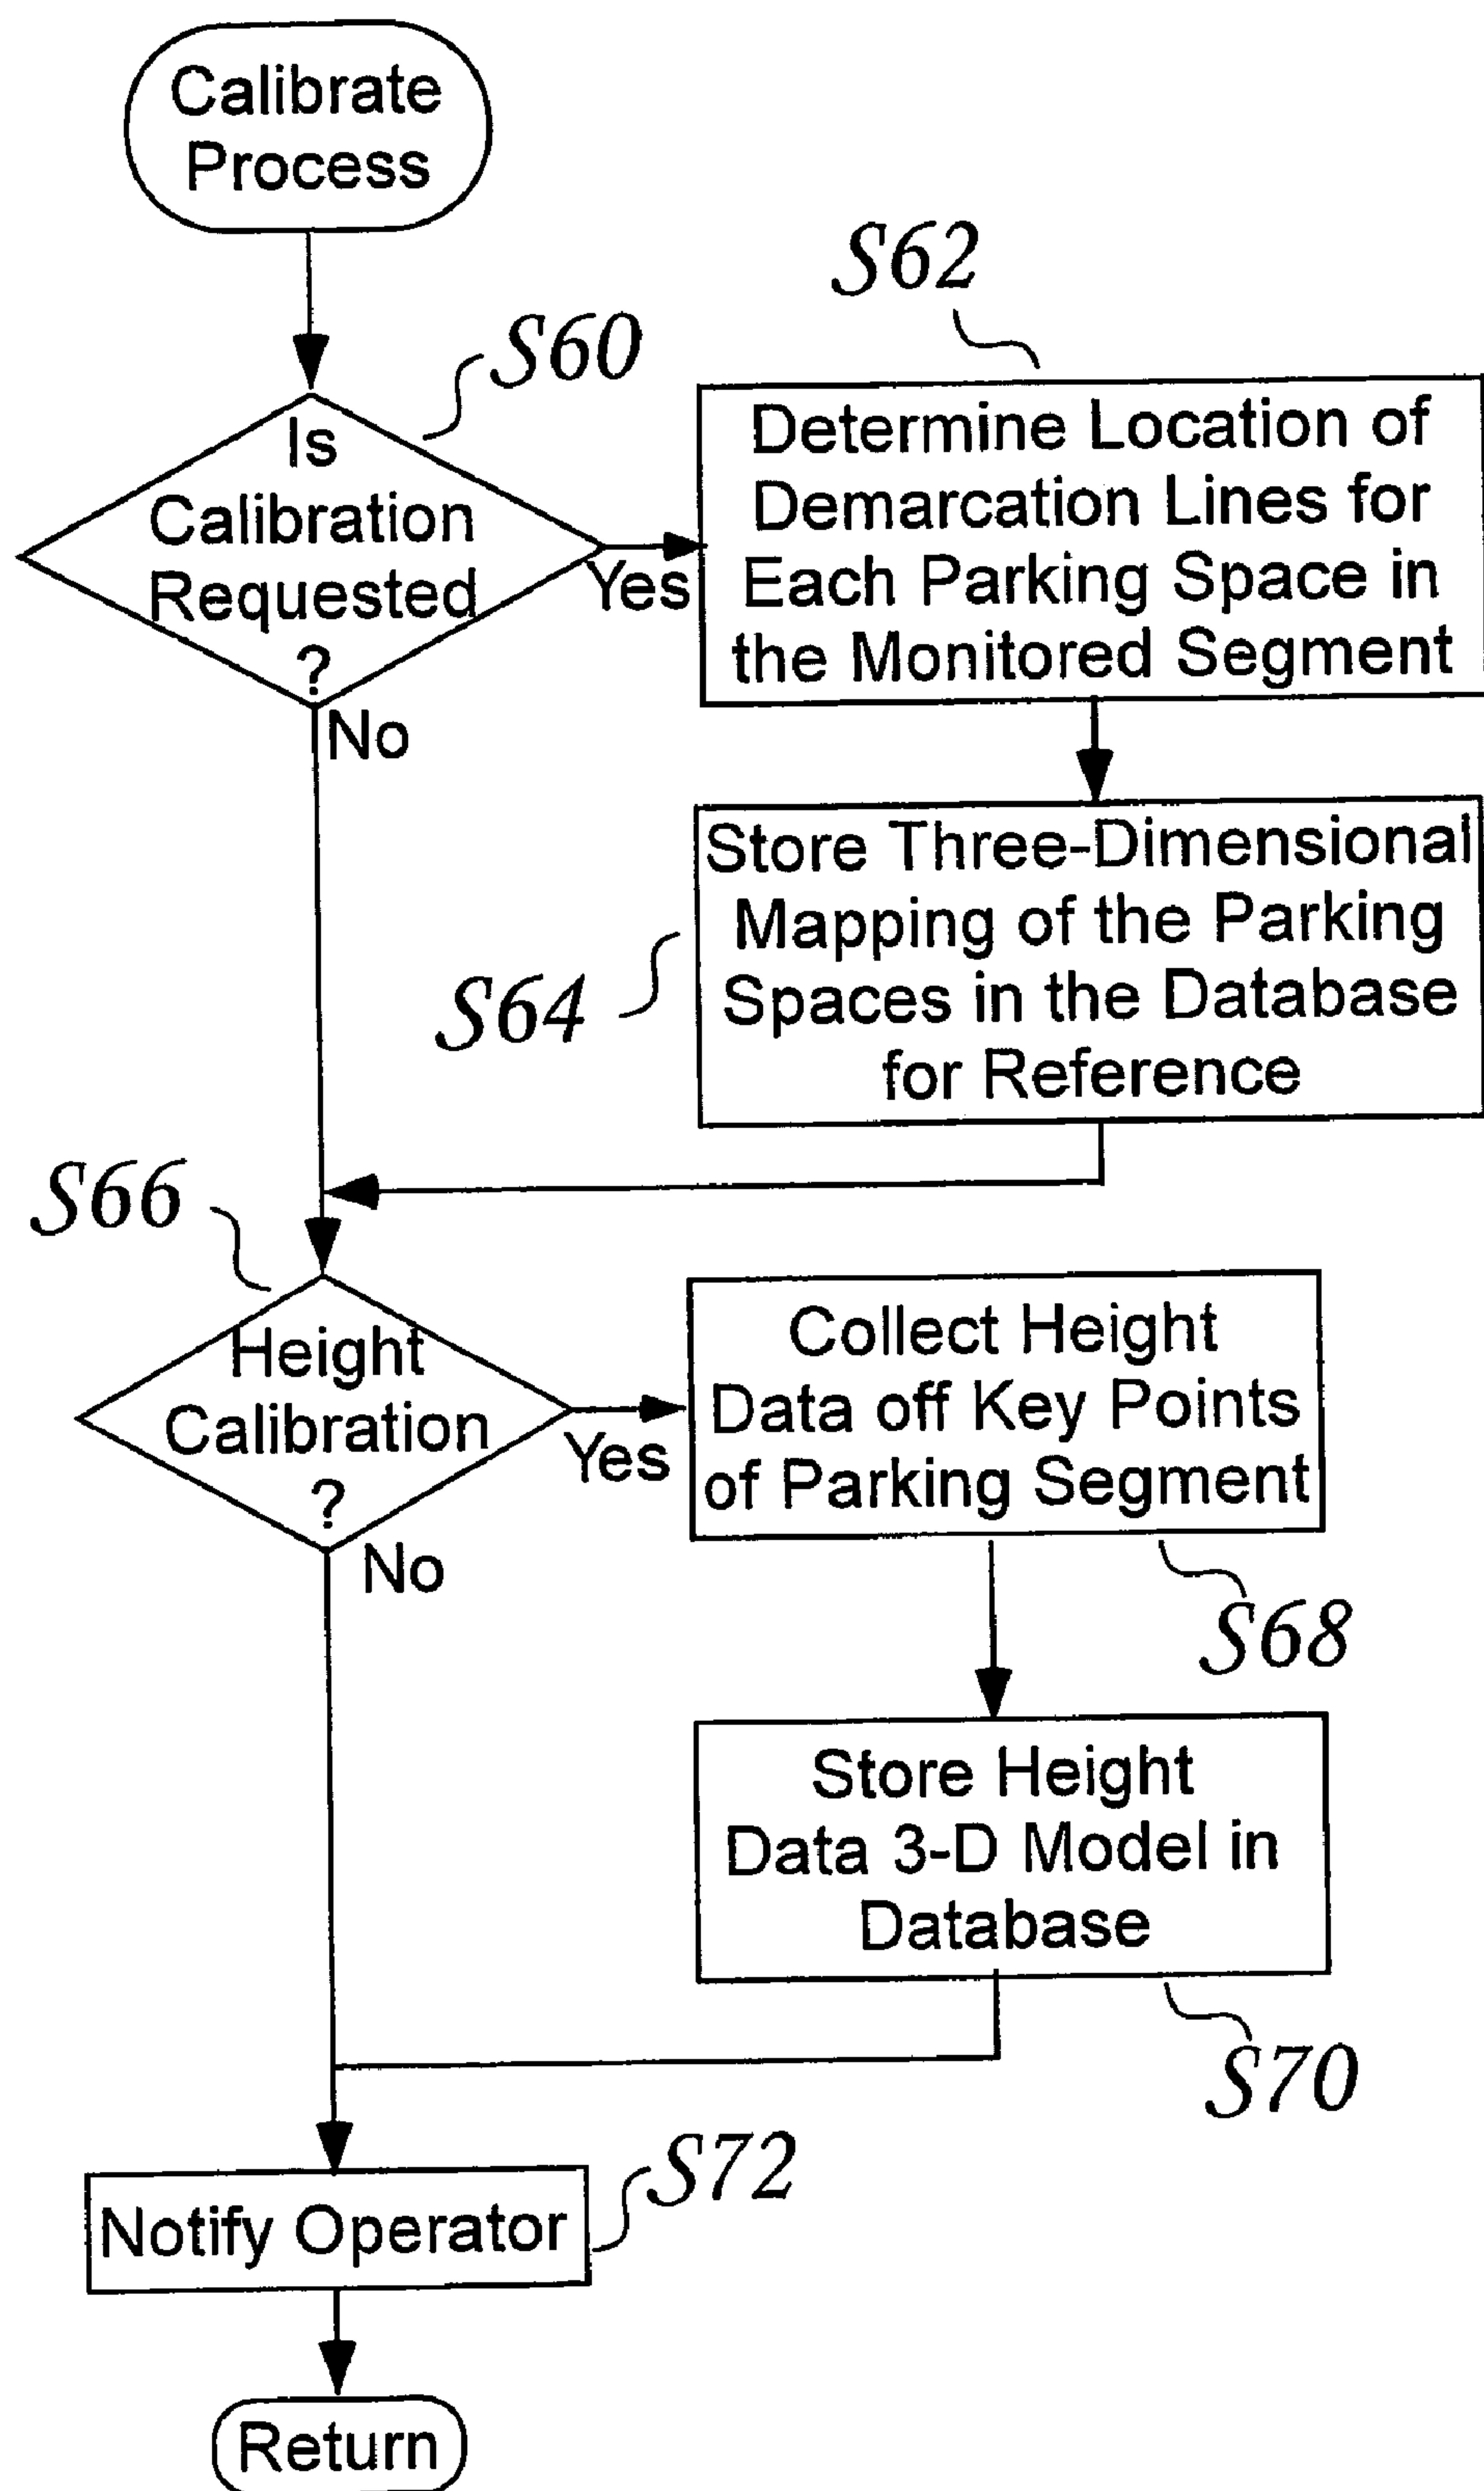 Calibrate
Process
S60
Is
Calibration
Requested
?
Yes
No
S62
Determine Location of
Demarcation Lines for
Each Parking Space in
the Monitored Segment
S64
Store Three-Dimensional
Mapping of the Parking
Spaces in the Database
for Reference
S66
Height
Calibration
?
Yes
No
Collect Height
Data off Key Points
of Parking Segment
S68
Store Height
Data 3-D Model in
Database
S70
S72
Notify Operator
Return